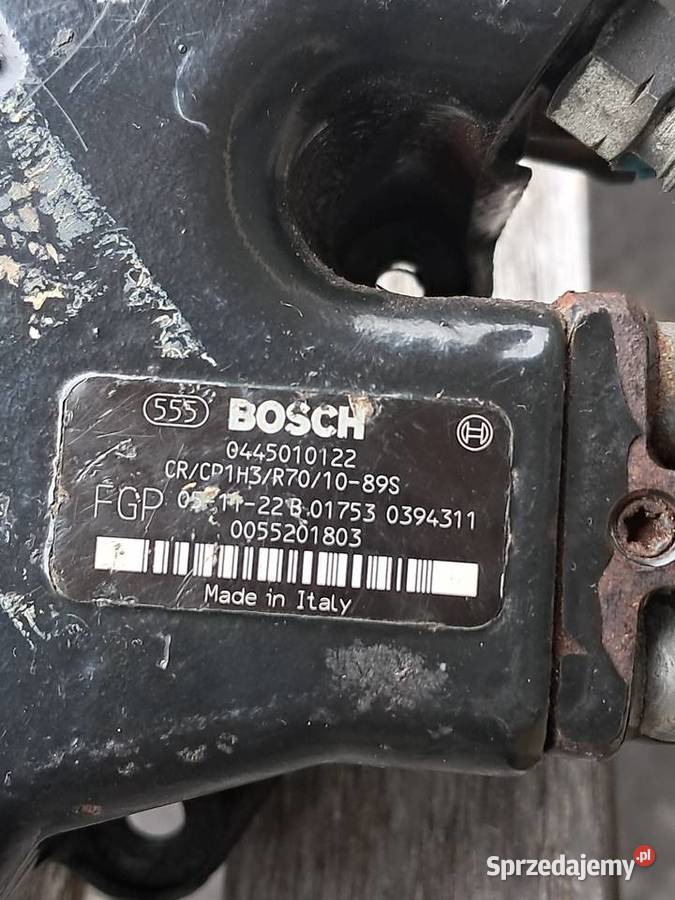 555 BOSCH
0445010122
CR/CP1H3/R70/10-89S
FGP 11-22 B.01753 0394311
0055201803
Made in Italy
Sprzedajemy.pl